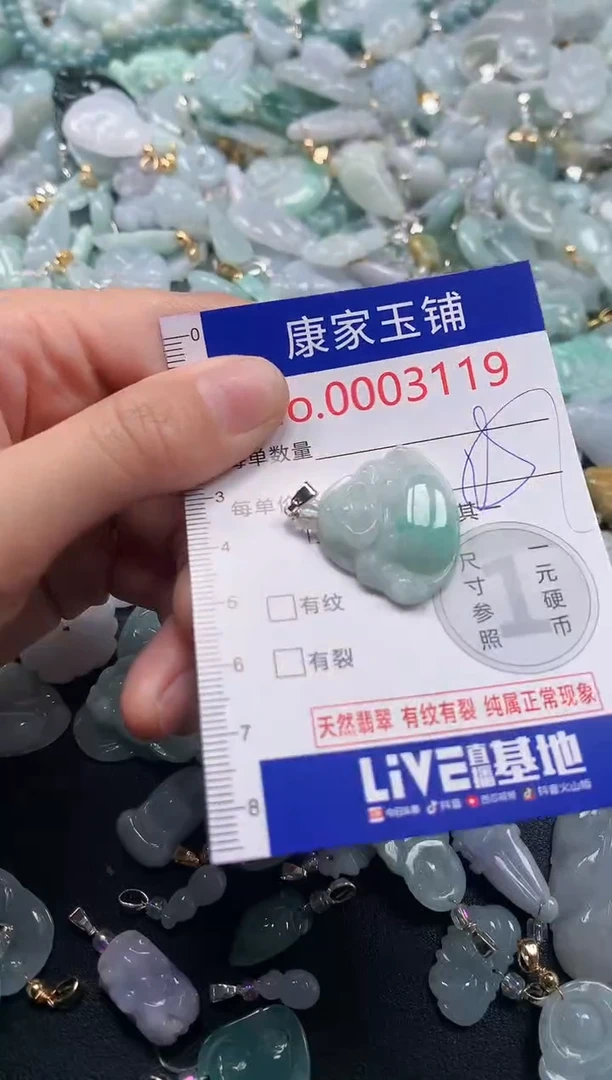 康家玉铺
o.0003119
每单数量
每单价
其
有纹
有裂
尺寸参照
一元硬币
1
天然翡翠 有纹有裂 纯属正常现象
LiVE直播基地
今日头条 抖音 西瓜视频 抖音火山版
0
3
4
5
6
7
8